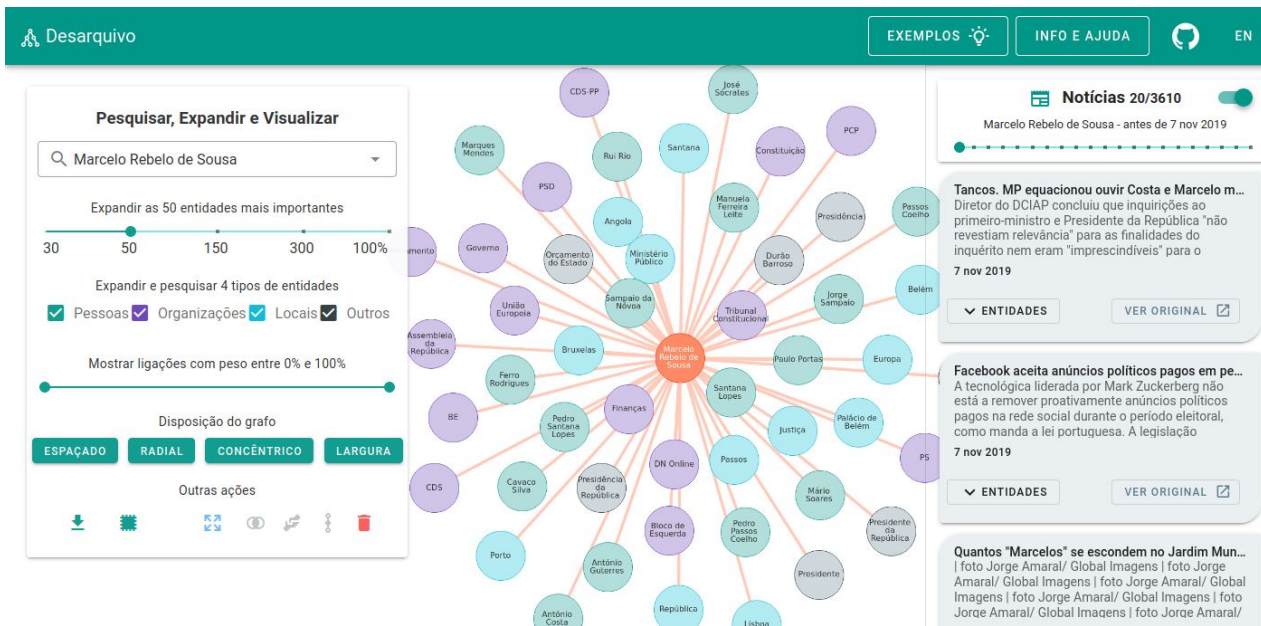 Desarquivo
EXEMPLOS
INFO E AJUDA
EN
Pesquisar, Expandir e Visualizar
Marcelo Rebelo de Sousa
Expandir as 50 entidades mais importantes
30 50 150 300 100%
Expandir e pesquisar 4 tipos de entidades
Pessoas Organizações Locais Outros
Mostrar ligações com peso entre 0% e 100%
Disposição do grafo
ESPAÇADO RADIAL CONCÊNTRICO LARGURA
Outras ações
CDS-PP
José
Sócrates
Marques
Mendes
Rui Rio
Santana
Constituição
PCP
PSD
Manuela
Ferreira
Leite
Presidência
Passos
Coelho
Angola
Governo
Orçamento
do Estado
Ministério
Público
Durão
Barroso
União
Europeia
Sampaio da
Nóvoa
Tribunal
Constitucional
Jorge
Sampaio
Belém
Assembleia
da
República
Bruxelas
Marcelo
Rebelo de
Sousa
Paulo Portas
Europa
Ferro
Rodrigues
Santana
Lopes
BE
Pedro
Santana
Lopes
Finanças
Justiça
Palácio de
Belém
PS
CDS
Cavaco
Silva
Presidência
da
República
DN Online
Passos
Mário
Soares
Bloco de
Esquerda
Pedro
Passos
Coelho
Presidente
da
República
Porto
António
Guterres
Presidente
António
Costa
República
Lisboa
Notícias 20/3610
Marcelo Rebelo de Sousa - antes de 7 nov 2019
Tancos. MP equacionou ouvir Costa e Marcelo m...
Diretor do DCIAP concluiu que inquirições ao
primeiro-ministro e Presidente da República "não
revestiam relevância" para as finalidades do
inquérito nem eram "imprescindíveis" para o
7 nov 2019
ENTIDADES
VER ORIGINAL
Facebook aceita anúncios políticos pagos em pe...
A tecnológica liderada por Mark Zuckerberg não
está a remover proativamente anúncios políticos
pagos na rede social durante o período eleitoral,
como manda a lei portuguesa. A legislação
7 nov 2019
ENTIDADES
VER ORIGINAL
Quantos "Marcelos" se escondem no Jardim Mun...
| foto Jorge Amaral/ Global Imagens | foto Jorge
Amaral/ Global Imagens | foto Jorge Amaral/ Global
Imagens | foto Jorge Amaral/ Global Imagens | foto
Jorge Amaral/ Global Imagens | foto Jorge Amaral/